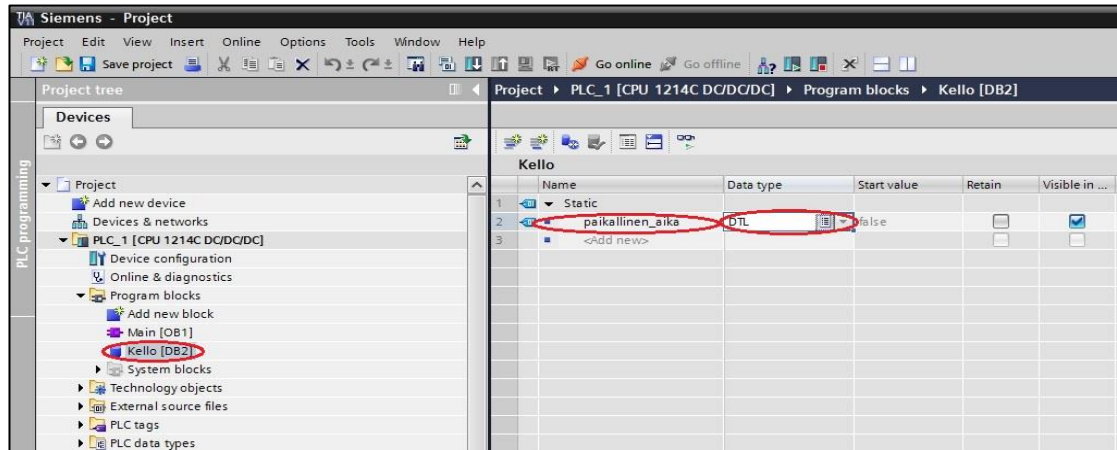 Siemens - Project
Project Edit View Insert Online Options Tools Window Help
Save project Go online Go offline
Project tree
Project ▸ PLC_1 [CPU 1214C DC/DC/DC] ▸ Program blocks ▸ Kello [DB2]
Devices
PLC programming
Kello
Name Data type Start value Retain Visible in ...
1 Static
2 paikallinen_aika DTL false
3 <Add new>
Project
Add new device
Devices & networks
PLC_1 [CPU 1214C DC/DC/DC]
Device configuration
Online & diagnostics
Program blocks
Add new block
Main [OB1]
Kello [DB2]
System blocks
Technology objects
External source files
PLC tags
PLC data types